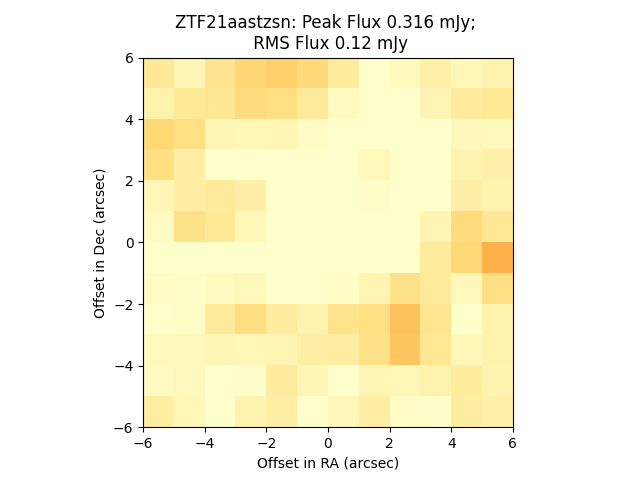 ZTF21aastzsn: Peak Flux 0.316 mJy;
RMS Flux 0.12 mJy
6
4
2
0
−2
−4
−6
Offset in Dec (arcsec)
−6 −4 −2 0 2 4 6
Offset in RA (arcsec)